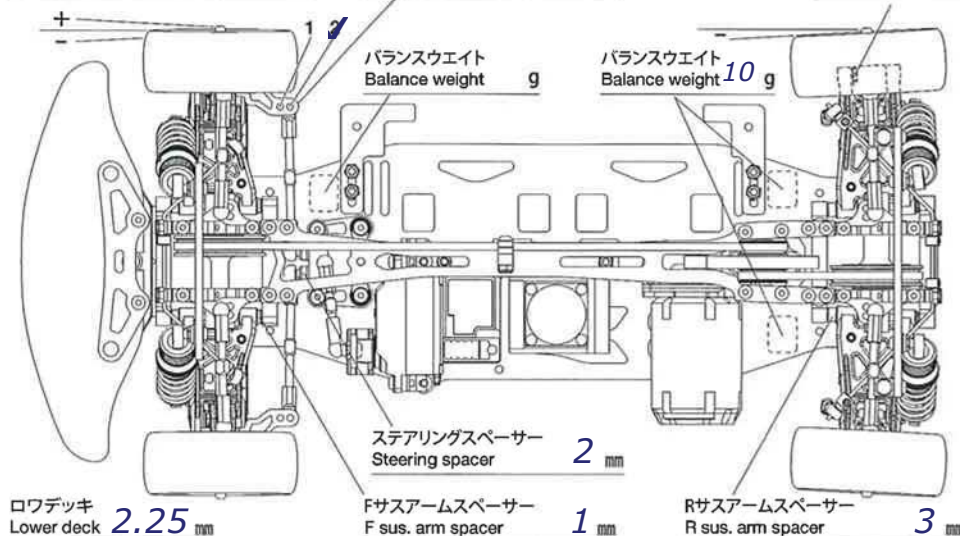 +
-
1 2
-
バランスウエイト
Balance weight g
バランスウエイト
Balance weight 10 g
ステアリングスペーサー
Steering spacer 2 mm
ロワデッキ
Lower deck 2.25 mm
Fサスアームスペーサー
F sus. arm spacer 1 mm
Rサスアームスペーサー
R sus. arm spacer 3 mm